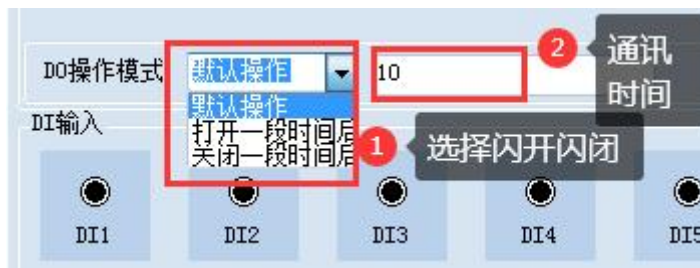 2 通讯
时间
DO操作模式 默认操作 10
默认操作
打开一段时间后
关闭一段时间后
1 选择闪开闪闭
DI输入
DI1 DI2 DI3 DI4 DI5